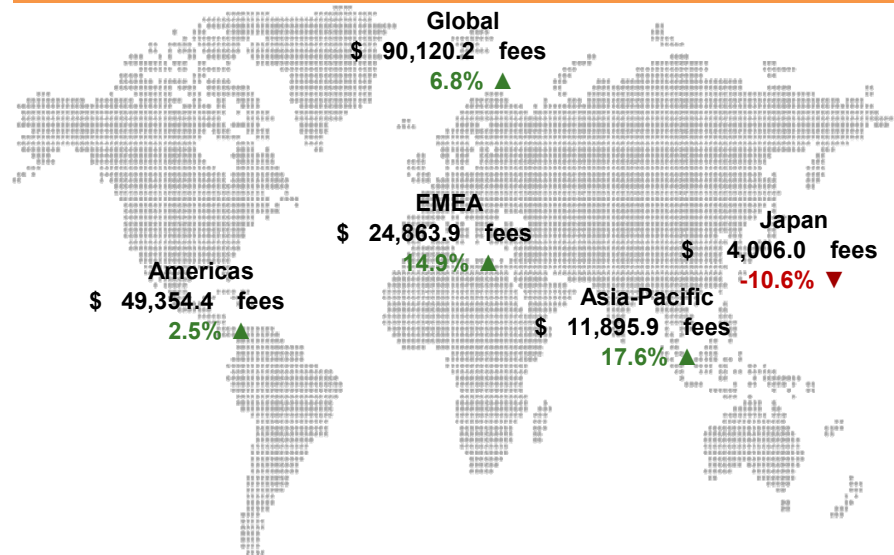 Global
$ 90,120.2 fees
6.8% ▲
EMEA
$ 24,863.9 fees
14.9% ▲
Japan
$ 4,006.0 fees
-10.6% ▼
Americas
$ 49,354.4 fees
2.5% ▲
Asia-Pacific
$ 11,895.9 fees
17.6% ▲